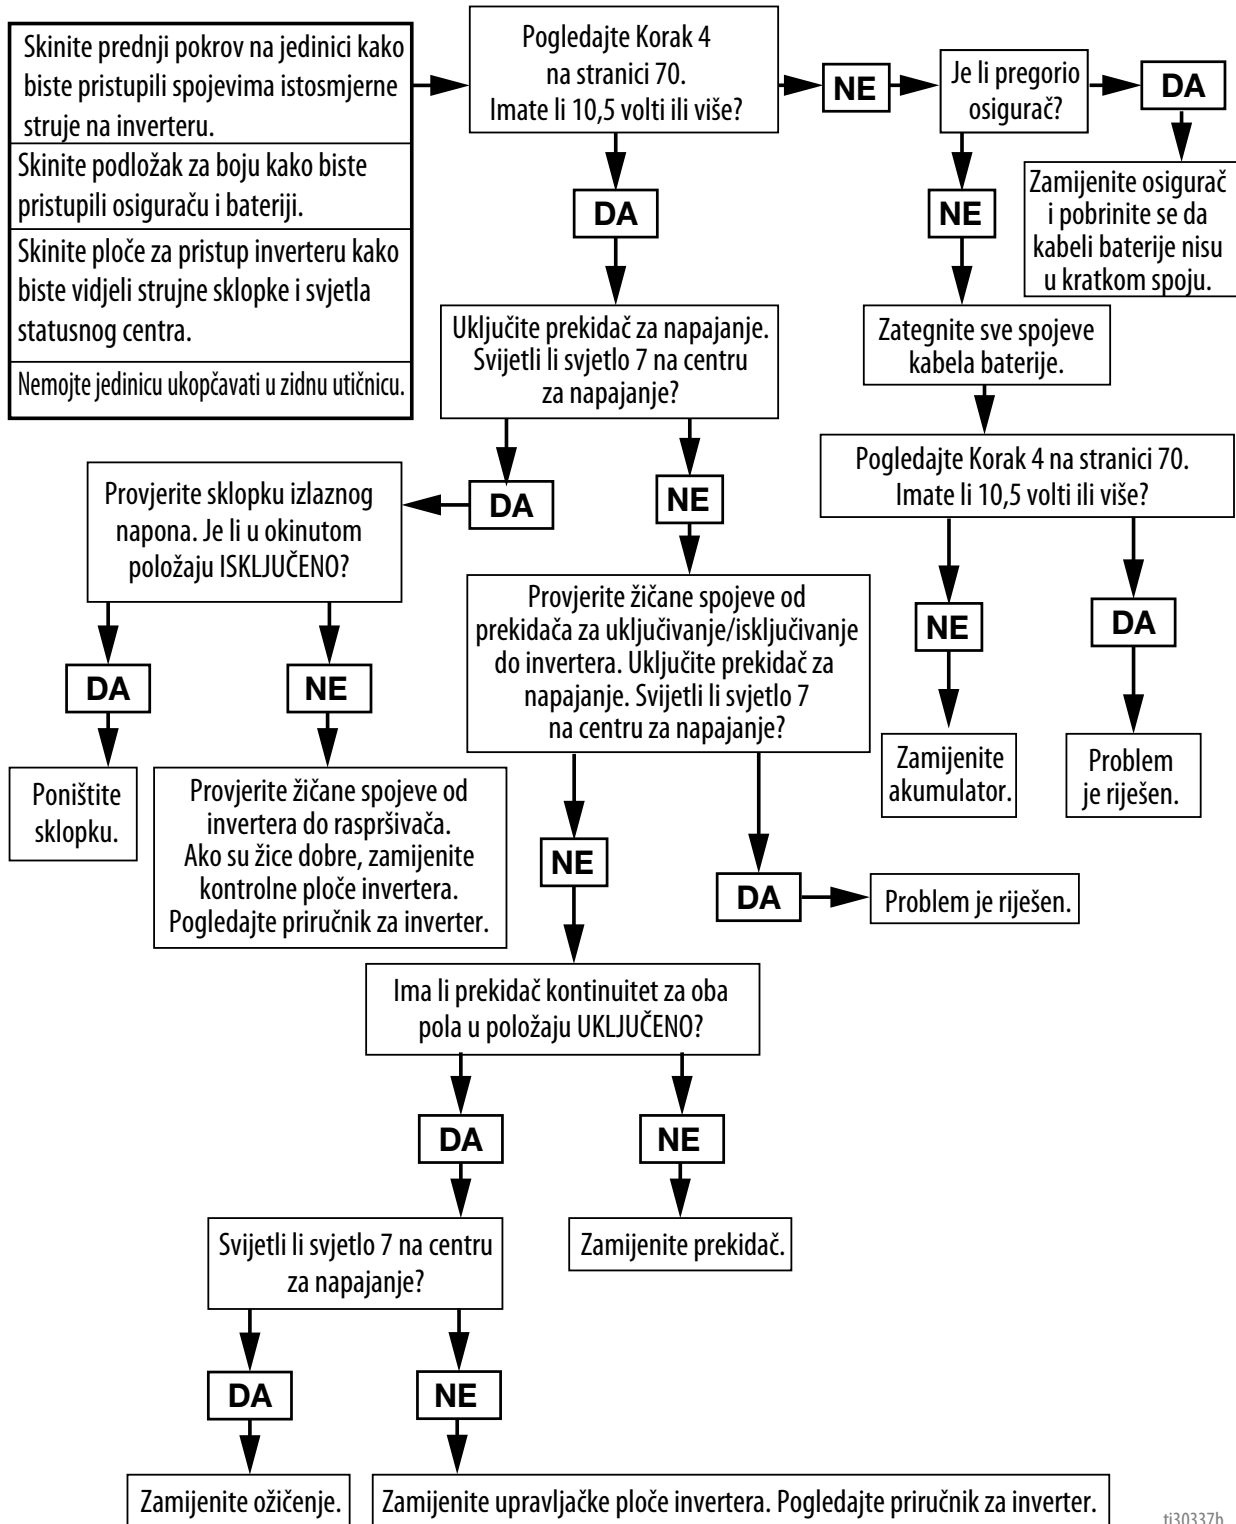 Skinite prednji pokrov na jedinici kako
biste pristupili spojevima istosmjerne
struje na inverteru.
Skinite podložak za boju kako biste
pristupili osiguraču i bateriji.
Skinite ploče za pristup inverteru kako
biste vidjeli strujne sklopke i svjetla
statusnog centra.
Nemojte jedinicu ukopčavati u zidnu utičnicu.
Pogledajte Korak 4
na stranici 70.
Imate li 10,5 volti ili više?
NE
Je li pregorio
osigurač?
DA
Zamijenite osigurač
i pobrinite se da
kabeli baterije nisu
u kratkom spoju.
NE
Zategnite sve spojeve
kabela baterije.
Pogledajte Korak 4 na stranici 70.
Imate li 10,5 volti ili više?
NE
DA
Zamijenite
akumulator.
Problem
je riješen.
DA
Uključite prekidač za napajanje.
Svijetli li svjetlo 7 na centru
za napajanje?
DA
NE
Provjerite sklopku izlaznog
napona. Je li u okinutom
položaju ISKLJUČENO?
DA
NE
Poništite
sklopku.
Provjerite žičane spojeve od
invertera do raspršivača.
Ako su žice dobre, zamijenite
kontrolne ploče invertera.
Pogledajte priručnik za inverter.
Provjerite žičane spojeve od
prekidača za uključivanje/isključivanje
do invertera. Uključite prekidač za
napajanje. Svijetli li svjetlo 7
na centru za napajanje?
NE
DA
Problem je riješen.
Ima li prekidač kontinuitet za oba
pola u položaju UKLJUČENO?
DA
NE
Svijetli li svjetlo 7 na centru
za napajanje?
Zamijenite prekidač.
DA
NE
Zamijenite ožičenje.
Zamijenite upravljačke ploče invertera. Pogledajte priručnik za inverter.
ti30337h